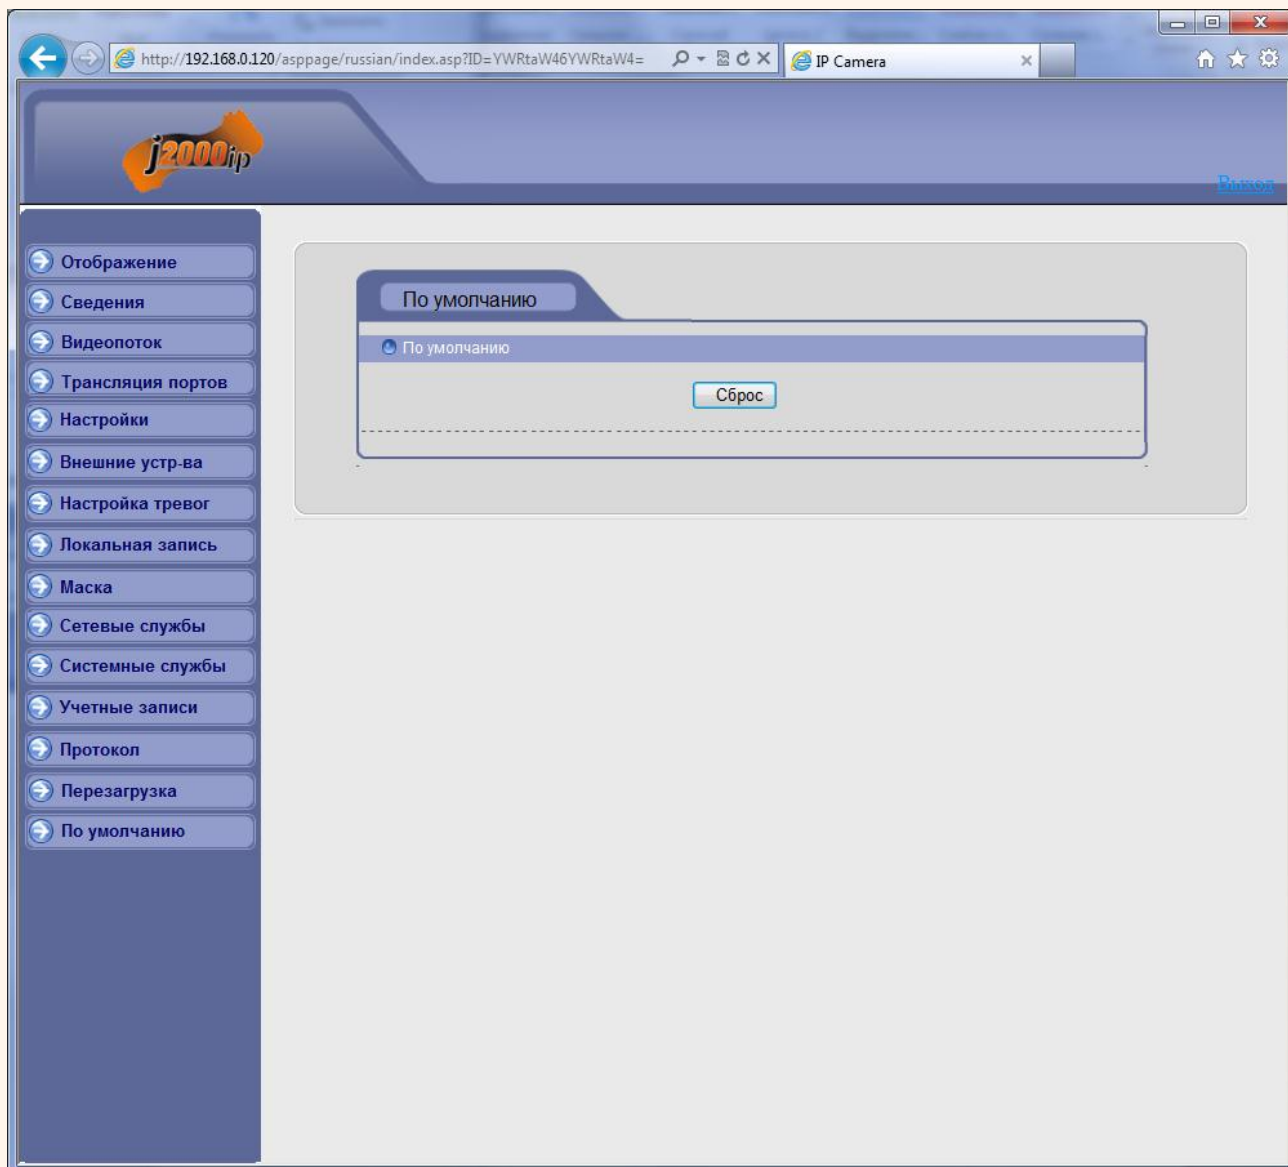 http://192.168.0.120/asppage/russian/index.asp?ID=YWRtaW46YWRtaW4=
IP Camera
j2000ip
Выход
Отображение
Сведения
Видеопоток
Трансляция портов
Настройки
Внешние устр-ва
Настройка тревог
Локальная запись
Маска
Сетевые службы
Системные службы
Учетные записи
Протокол
Перезагрузка
По умолчанию
По умолчанию
По умолчанию
Сброс